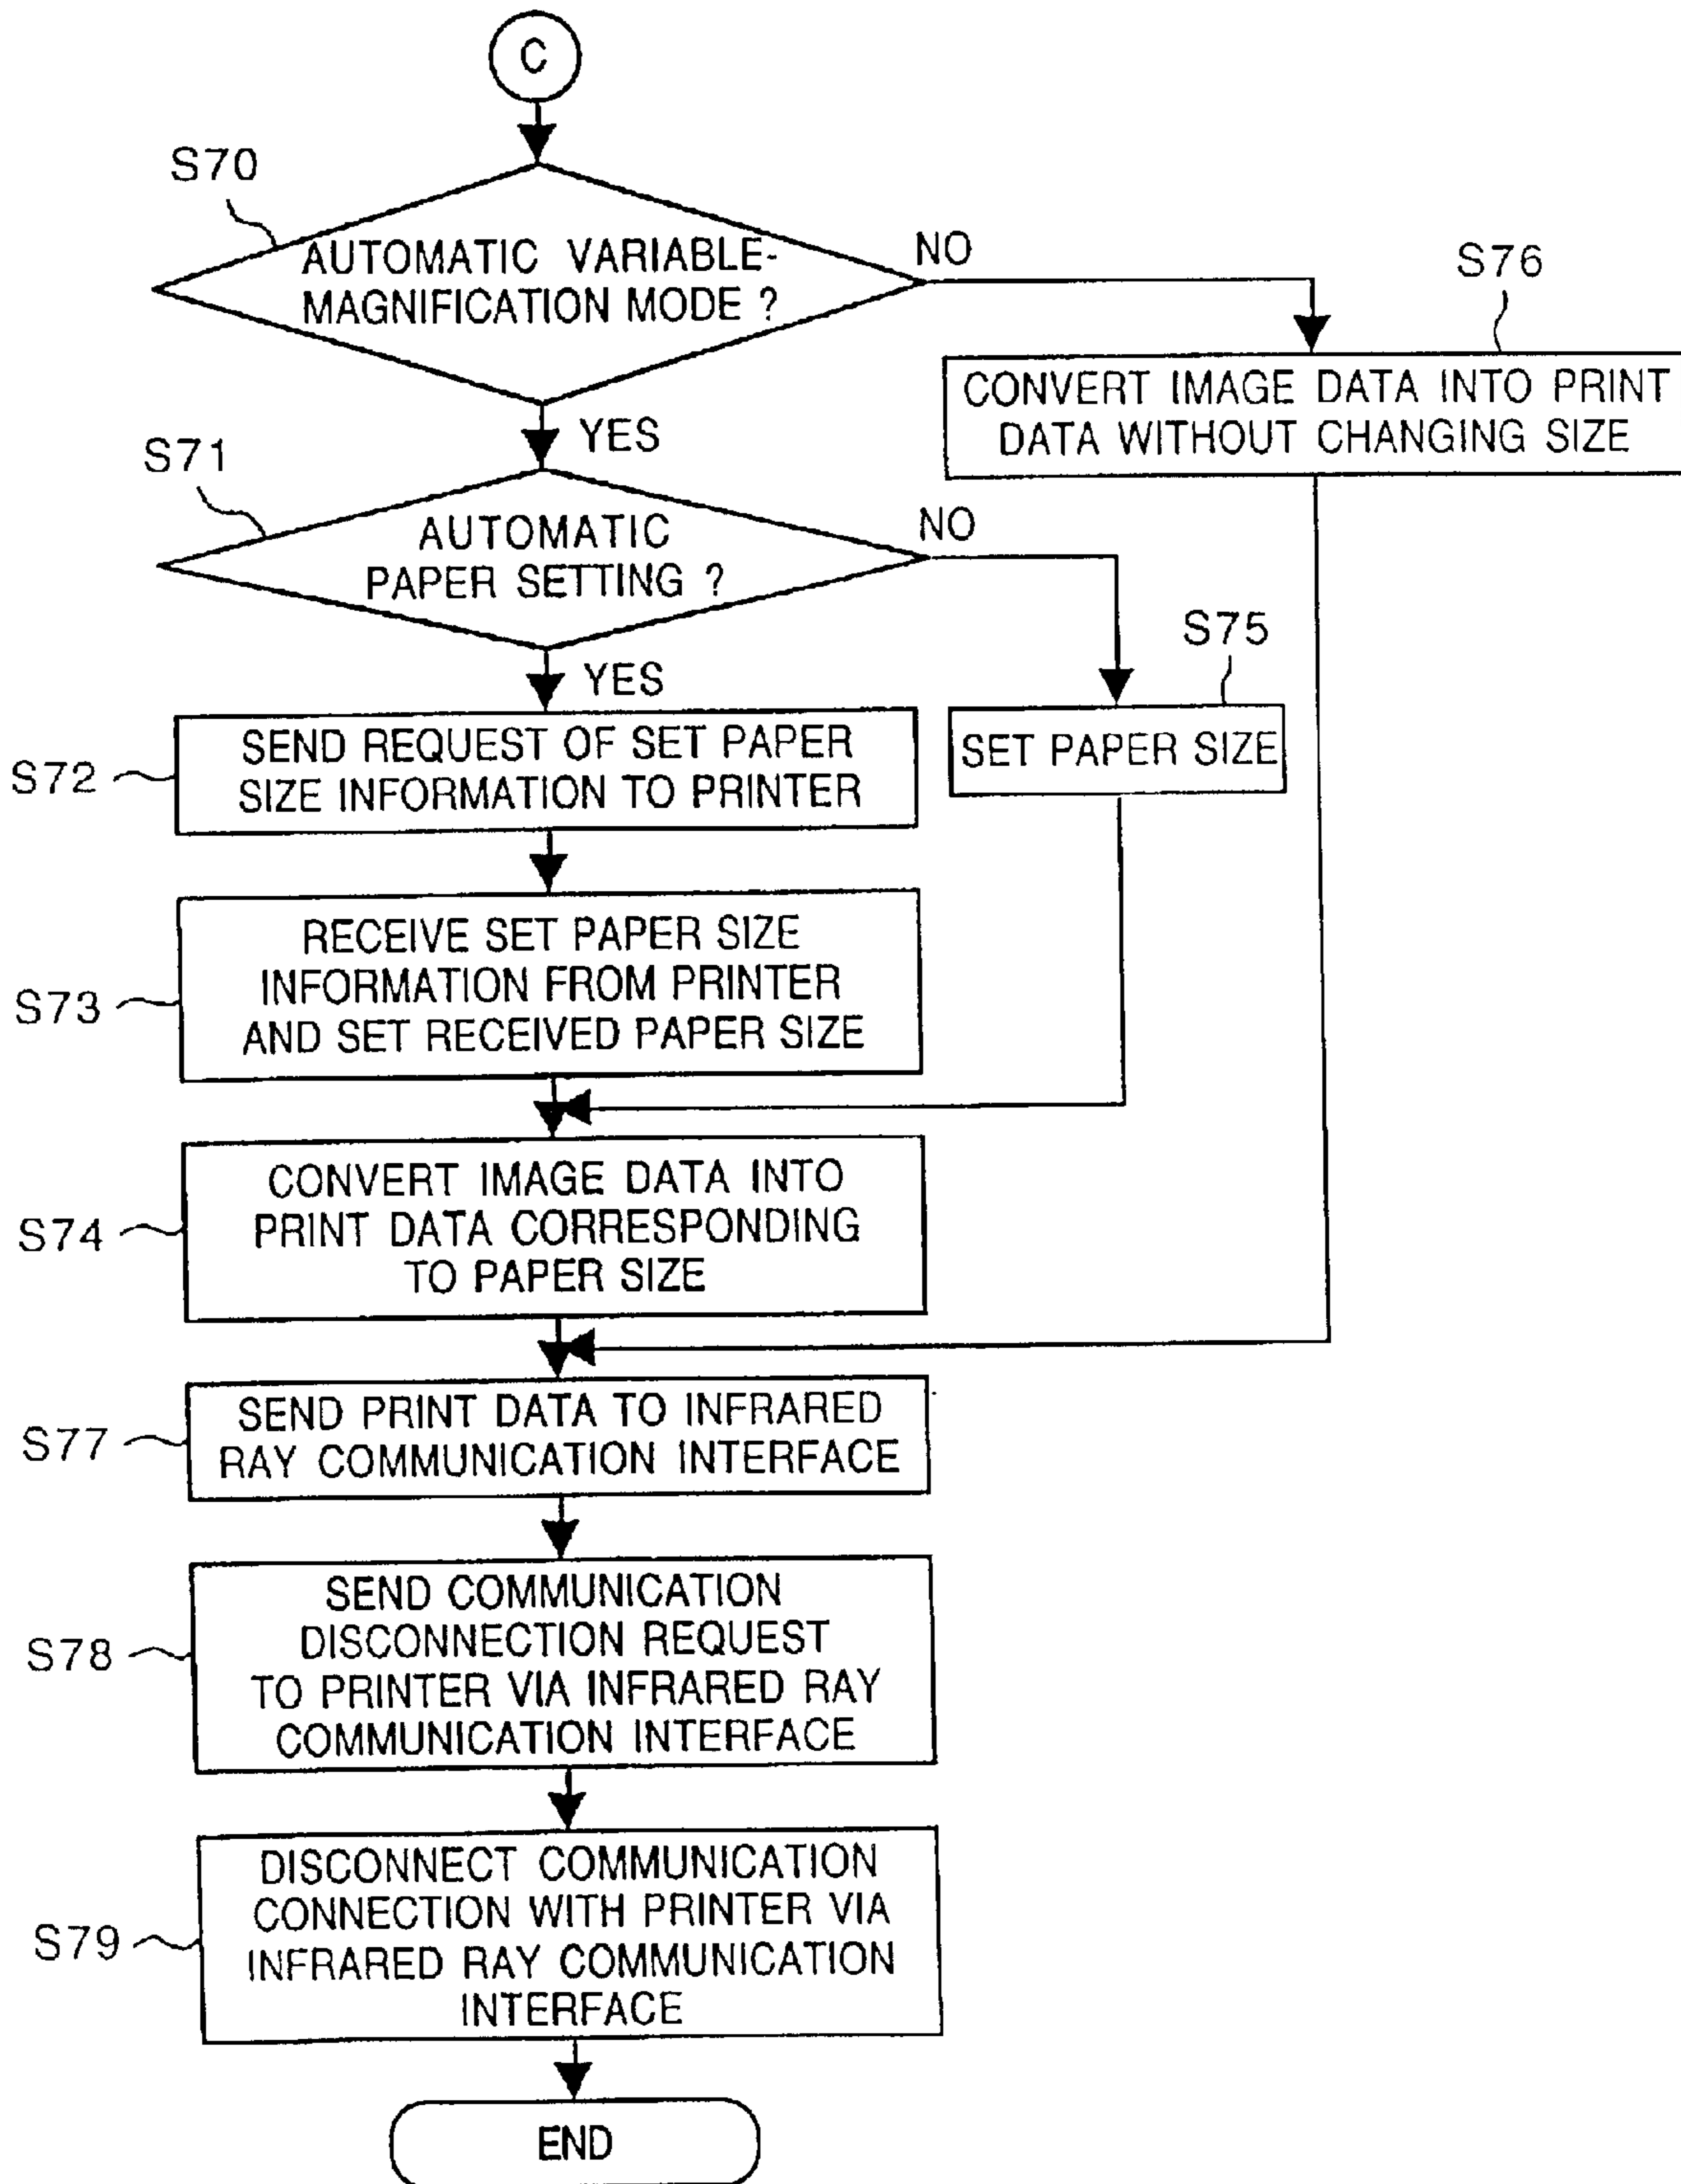 C
S70
AUTOMATIC VARIABLE-
MAGNIFICATION MODE ?
NO
S76
CONVERT IMAGE DATA INTO PRINT
DATA WITHOUT CHANGING SIZE
YES
S71
AUTOMATIC
PAPER SETTING ?
NO
S75
SET PAPER SIZE
YES
S72
SEND REQUEST OF SET PAPER
SIZE INFORMATION TO PRINTER
S73
RECEIVE SET PAPER SIZE
INFORMATION FROM PRINTER
AND SET RECEIVED PAPER SIZE
S74
CONVERT IMAGE DATA INTO
PRINT DATA CORRESPONDING
TO PAPER SIZE
S77
SEND PRINT DATA TO INFRARED
RAY COMMUNICATION INTERFACE
S78
SEND COMMUNICATION
DISCONNECTION REQUEST
TO PRINTER VIA INFRARED RAY
COMMUNICATION INTERFACE
S79
DISCONNECT COMMUNICATION
CONNECTION WITH PRINTER VIA
INFRARED RAY COMMUNICATION
INTERFACE
END